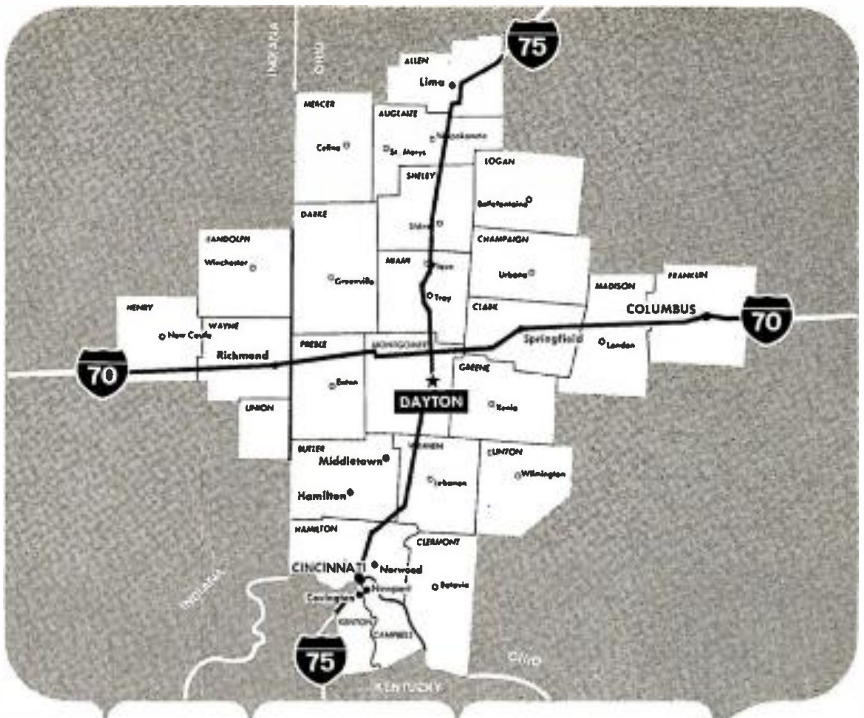 INDIANA
OHIO
75
ALLEN
Lima
MERCER
AUGLAIZE
Celina
St. Marys
Wapakoneta
LOGAN
SHELBY
Bellefontaine
DARKE
Sidney
CHAMPAIGN
RANDOLPH
Winchester
MIAMI
Piqua
Urbana
Greenville
Troy
MADISON
FRANKLIN
HENRY
CLARK
COLUMBUS
70
New Castle
WAYNE
Richmond
PREBLE
MONTGOMERY
Springfield
London
70
GREENE
Eaton
DAYTON
Xenia
UNION
BUTLER
WARREN
CLINTON
Middletown
Lebanon
Wilmington
Hamilton
HAMILTON
CLERMONT
CINCINNATI
Norwood
INDIANA
Newport
Batavia
Covington
KENTON
CAMPBELL
75
OHIO
KENTUCKY